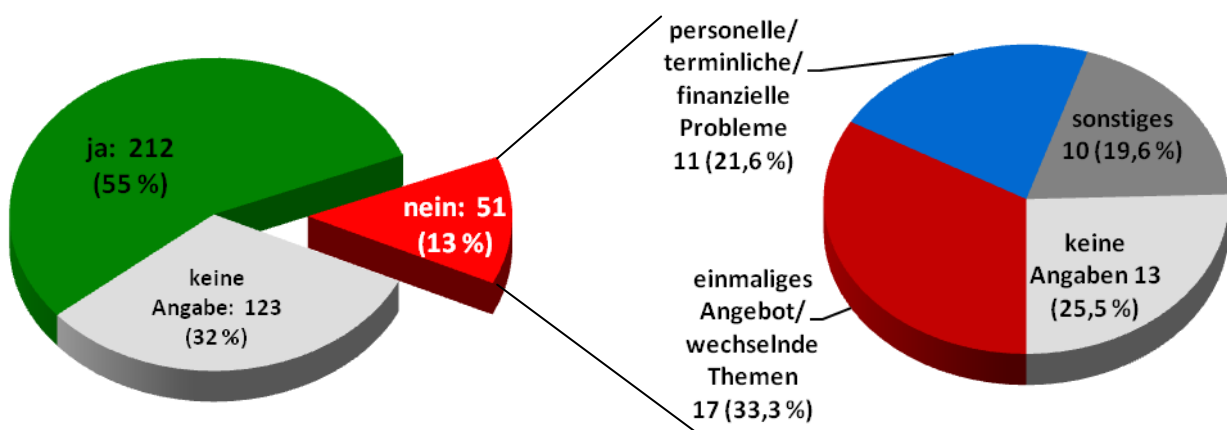 ja: 212
(55 %)
nein: 51
(13 %)
keine
Angabe: 123
(32 %)
personelle/
terminliche/
finanzielle
Probleme
11 (21,6 %)
sonstiges
10 (19,6 %)
keine
Angaben 13
(25,5 %)
einmaliges
Angebot/
wechselnde
Themen
17 (33,3 %)